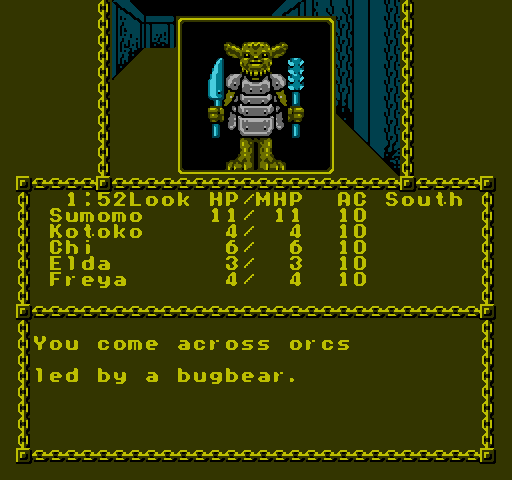 1:52Look HP/MHP AC South
Sumomo 11/ 11 10
Kotoko 4/ 4 10
Chi 6/ 6 10
Elda 3/ 3 10
Freya 4/ 4 10
You come across orcs
led by a bugbear.